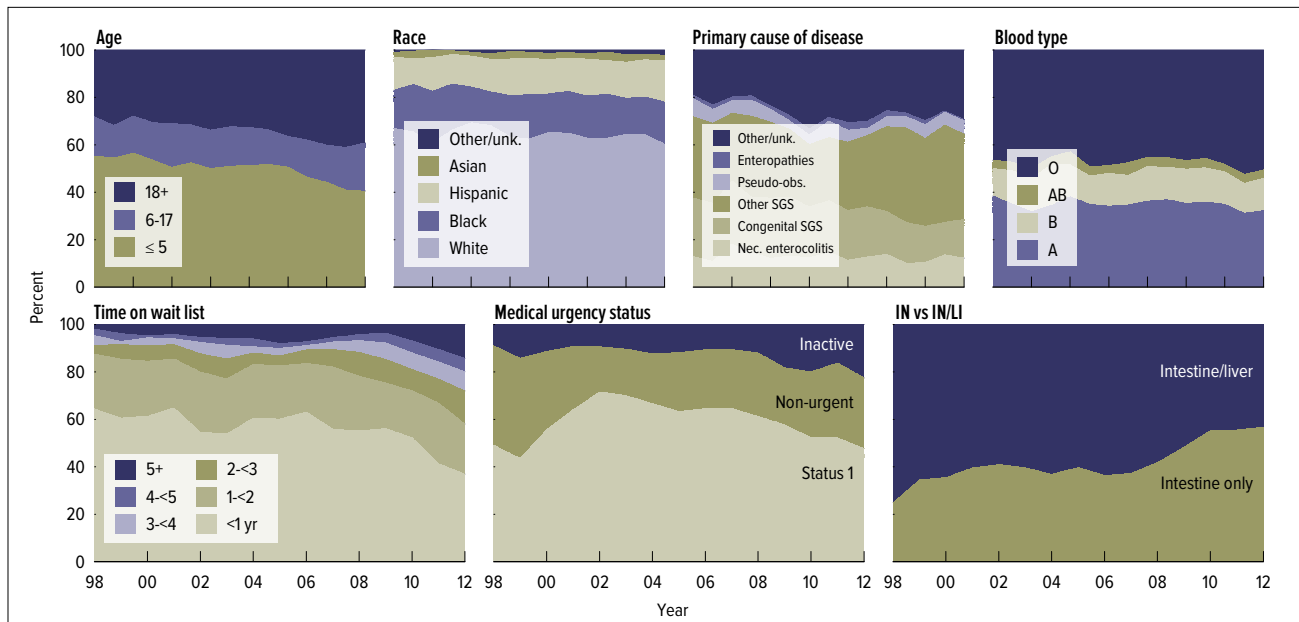 Age
Race
Primary cause of disease
Blood type
100
80
60
40
20
0
18+
6-17
≤ 5
Other/unk.
Asian
Hispanic
Black
White
Other/unk.
Enteropathies
Pseudo-obs.
Other SGS
Congenital SGS
Nec. enterocolitis
O
AB
B
A
Percent
Time on wait list
Medical urgency status
IN vs IN/LI
100
80
60
40
20
0
5+
4-<5
3-<4
2-<3
1-<2
<1 yr
Inactive
Non-urgent
Status 1
Intestine/liver
Intestine only
98 00 02 04 06 08 10 12
98 00 02 04 06 08 10 12
98 00 02 04 06 08 10 12
Year